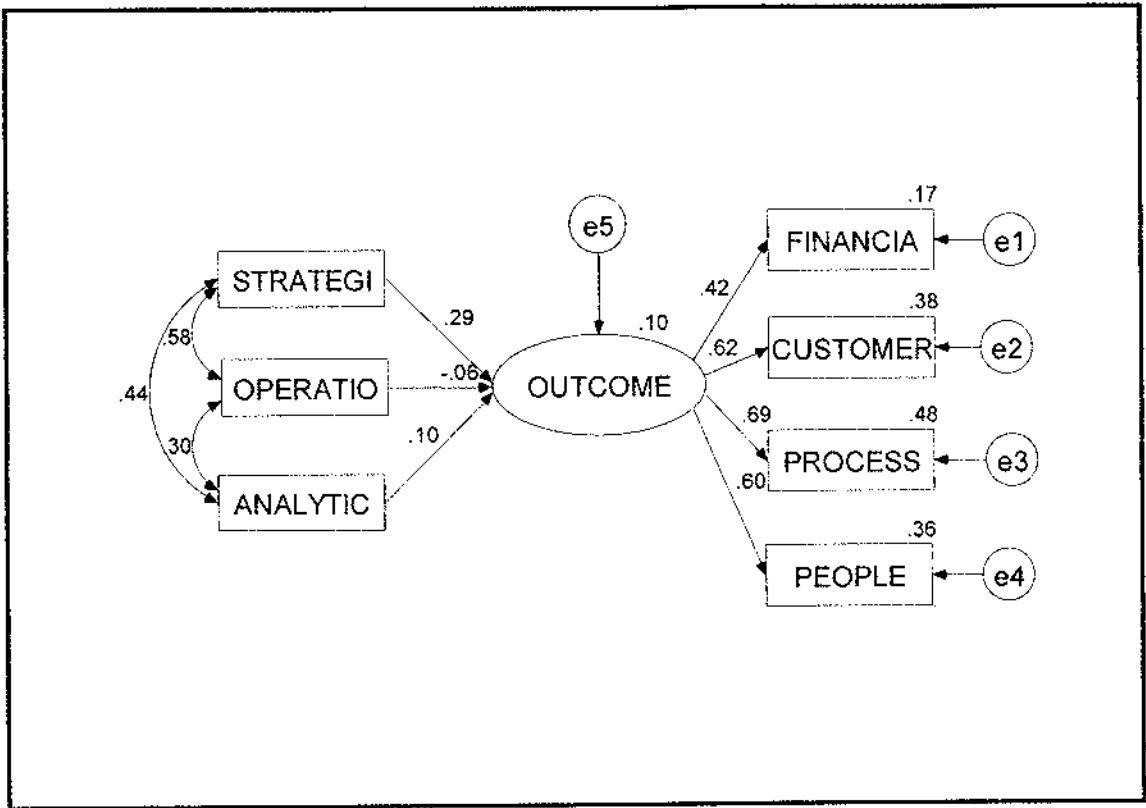 .17
e5
FINANCIA
e1
STRATEGI
.42
.29
.10
.38
.58
.62
CUSTOMER
e2
.44
OPERATIO
-.06
OUTCOME
.69
.48
.30
.10
PROCESS
e3
.60
ANALYTIC
.36
PEOPLE
e4